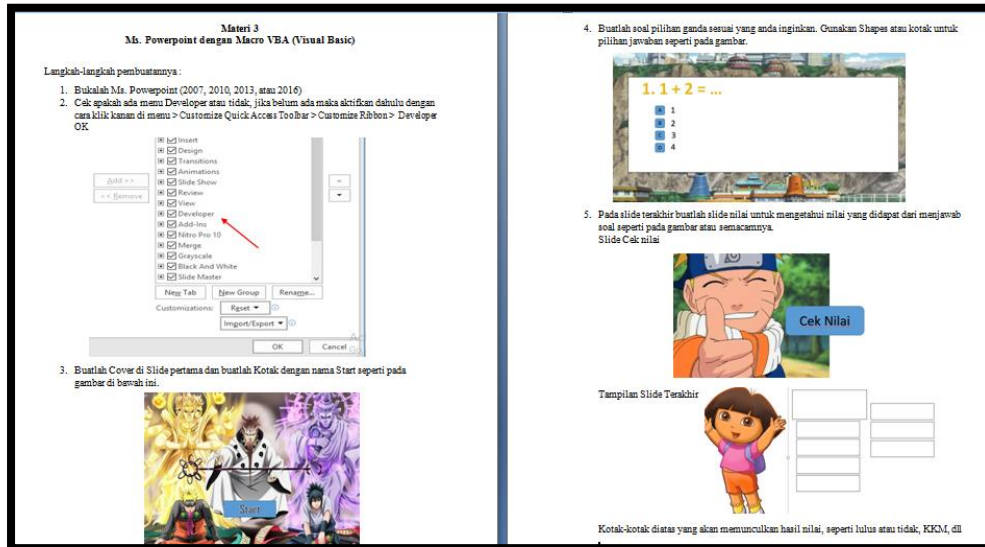 Materi 3
Ms. Powerpoint dengan Macro VBA (Visual Basic)
Langkah-langkah pembuatannya :
1. Bukalah Ms. Powerpoint (2007, 2010, 2013, atau 2016)
2. Cek apakah ada menu Developer atau tidak, jika belum ada maka aktifkan dahulu dengan
cara klik kanan di menu > Customize Quick Access Toolbar > Customize Ribbon > Developer
OK
Insert
Design
Transitions
Animations
Slide Show
Review
View
Developer
Add-Ins
Nitro Pro 10
Merge
Grayscale
Black And White
Slide Master
Add >>
<< Remove
New Tab
New Group
Rename...
Customizations:
Reset
Import/Export
OK
Cancel
3. Buatlah Cover di Slide pertama dan buatlah Kotak dengan nama Start seperti pada
gambar di bawah ini.
Start
4. Buatlah soal pilihan ganda sesuai yang anda inginkan. Gunakan Shapes atau kotak untuk
pilihan jawaban seperti pada gambar.
1. 1 + 2 = ...
A 1
B 2
C 3
D 4
5. Pada slide terakhir buatlah slide nilai untuk mengetahui nilai yang didapat dari menjawab
soal seperti pada gambar atau semacamnya.
Slide Cek nilai
Cek Nilai
Tampilan Slide Terakhir
Kotak-kotak diatas yang akan memunculkan hasil nilai, seperti lulus atau tidak, KKM, dll